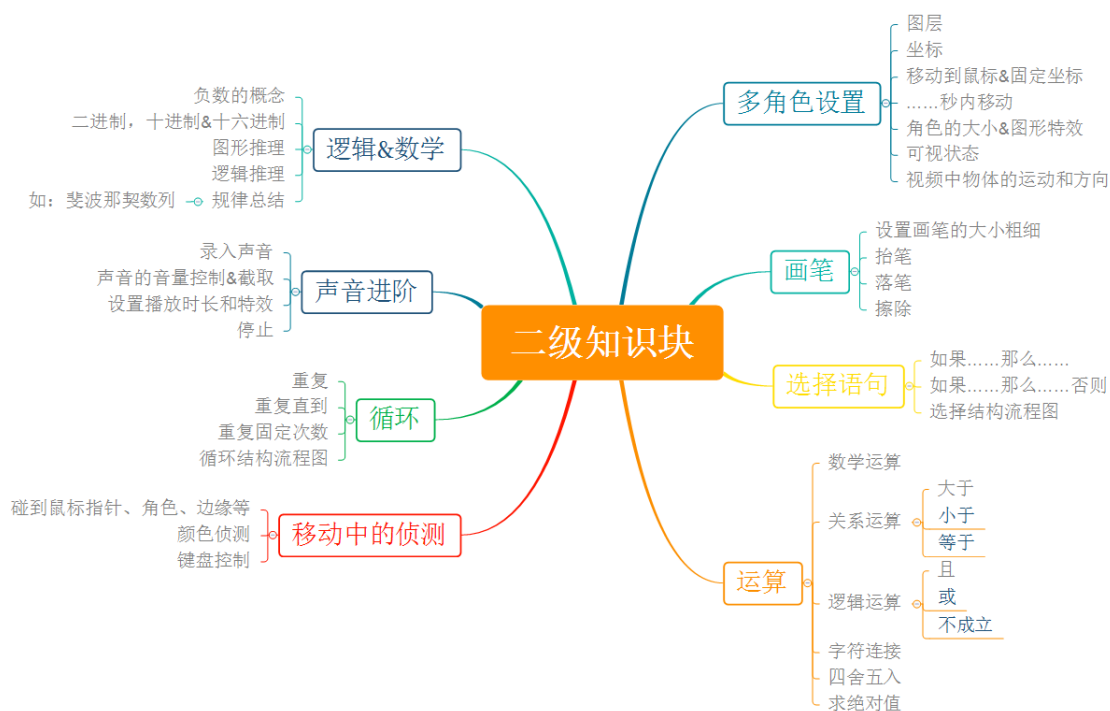 二级知识块
多角色设置
图层
坐标
移动到鼠标&固定坐标
……秒内移动
角色的大小&图形特效
可视状态
视频中物体的运动和方向
画笔
设置画笔的大小粗细
抬笔
落笔
擦除
选择语句
如果……那么……
如果……那么……否则
选择结构流程图
运算
数学运算
关系运算
大于
小于
等于
逻辑运算
且
或
不成立
字符连接
四舍五入
求绝对值
逻辑&数学
负数的概念
二进制，十进制&十六进制
图形推理
逻辑推理
规律总结
如：斐波那契数列
声音进阶
录入声音
声音的音量控制&截取
设置播放时长和特效
停止
循环
重复
重复直到
重复固定次数
循环结构流程图
移动中的侦测
碰到鼠标指针、角色、边缘等
颜色侦测
键盘控制